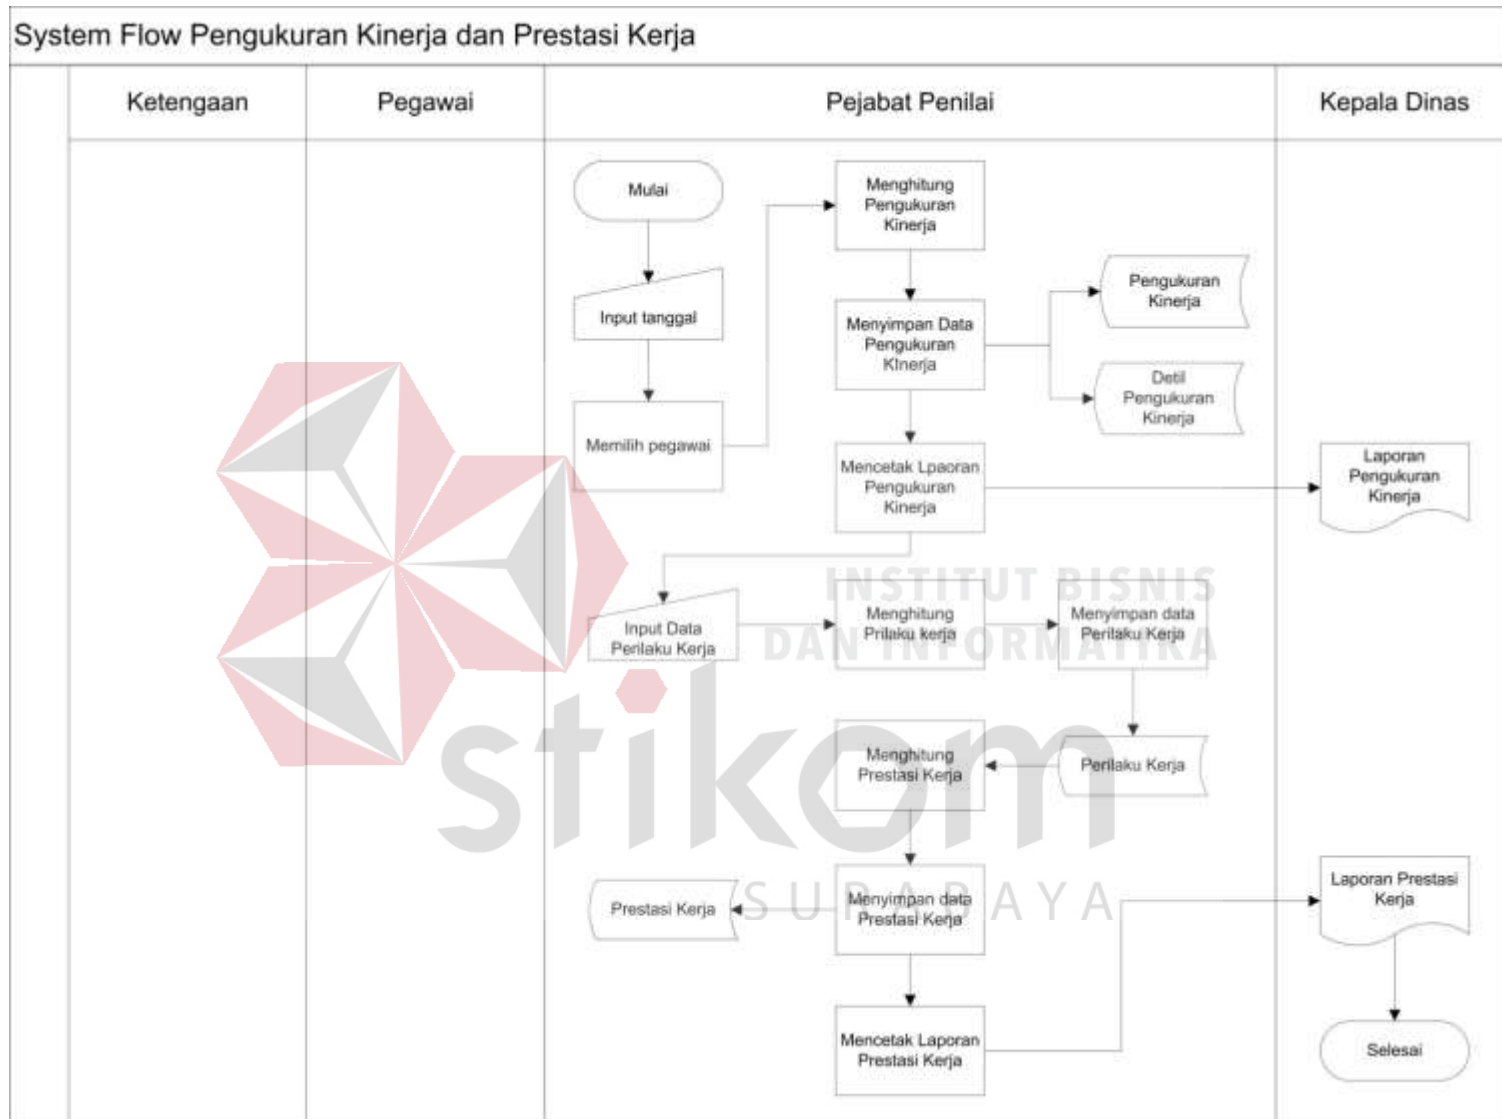 System Flow Pengukuran Kinerja dan Prestasi Kerja
Ketengaan
Pegawai
Pejabat Penilai
Kepala Dinas
Mulai
Input tanggal
Memilih pegawai
Menghitung
Pengukuran
Kinerja
Menyimpan Data
Pengukuran
KInerja
Pengukuran
Kinerja
Detil
Pengukuran
Kinerja
Mencetak Lpaoran
Pengukuran
Kinerja
Laporan
Pengukuran
Kinerja
Input Data
Perilaku Kerja
Menghitung
Prilaku kerja
Menyimpan data
Perilaku Kerja
Perilaku Kerja
Menghitung
Prestasi Kerja
Menyimpan data
Prestasi Kerja
Prestasi Kerja
Mencetak Laporan
Prestasi Kerja
Laporan Prestasi
Kerja
Selesai
INSTITUT BISNIS
DAN INFORMATIKA
stikom
SURABAYA